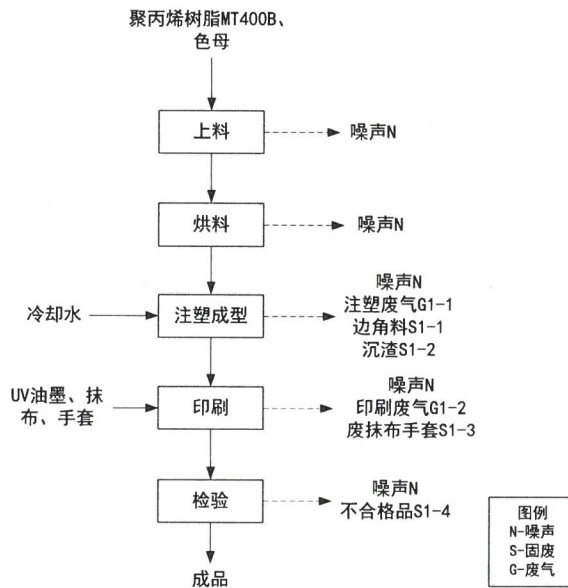 聚丙烯树脂MT400B、
色母
上料
噪声N
烘料
噪声N
冷却水
注塑成型
噪声N
注塑废气G1-1
边角料S1-1
沉渣S1-2
UV油墨、抹
布、手套
印刷
噪声N
印刷废气G1-2
废抹布手套S1-3
检验
噪声N
不合格品S1-4
成品
图例
N-噪声
S-固废
G-废气